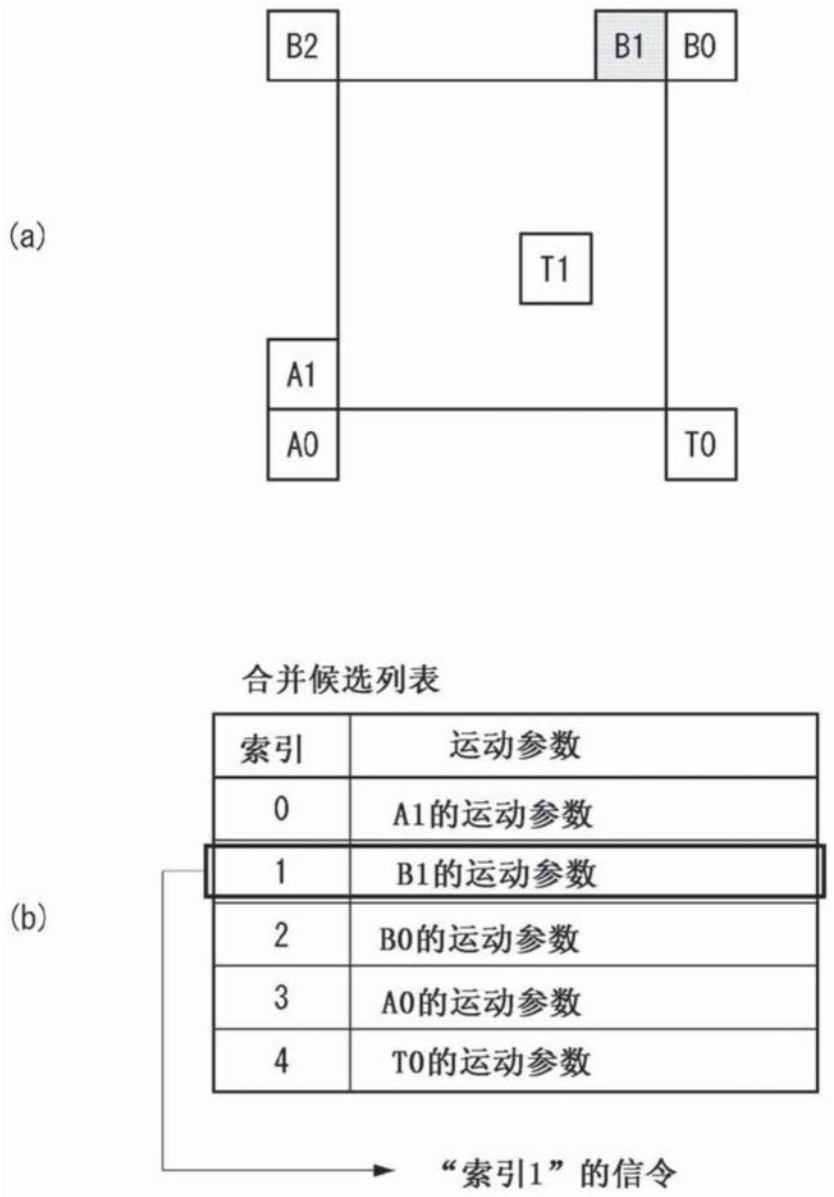 B2 B1 B0
(a)
T1
A1
A0 T0
合并候选列表
索引 运动参数
0 A1的运动参数
1 B1的运动参数
(b)
2 B0的运动参数
3 A0的运动参数
4 T0的运动参数
“索引1”的信令